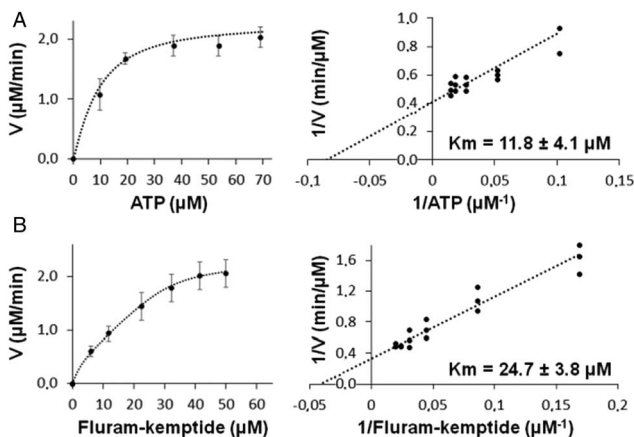 A
V (µM/min)
2,0
1.0
0.0
0 10 20 30 40 50 60 70
ATP (µM)
1/V (min/µM)
1,0
0,8
0.6
0.4
0.2
0.0
Km = 11.8 ± 4.1 µM
-0,1 -0,05 0 0,05 0,1 0,15
1/ATP (µM-1)
B
V (µM/min)
2,0
1.0
0.0
0 10 20 30 40 50 60
Fluram-kemptide (µM)
1/V (min/µM)
1,6
1,2
0.8
0.4
0.0
Km = 24.7 ± 3.8 µM
-0,05 0 0,05 0,1 0,15 0,2
1/Fluram-kemptide (µM-1)